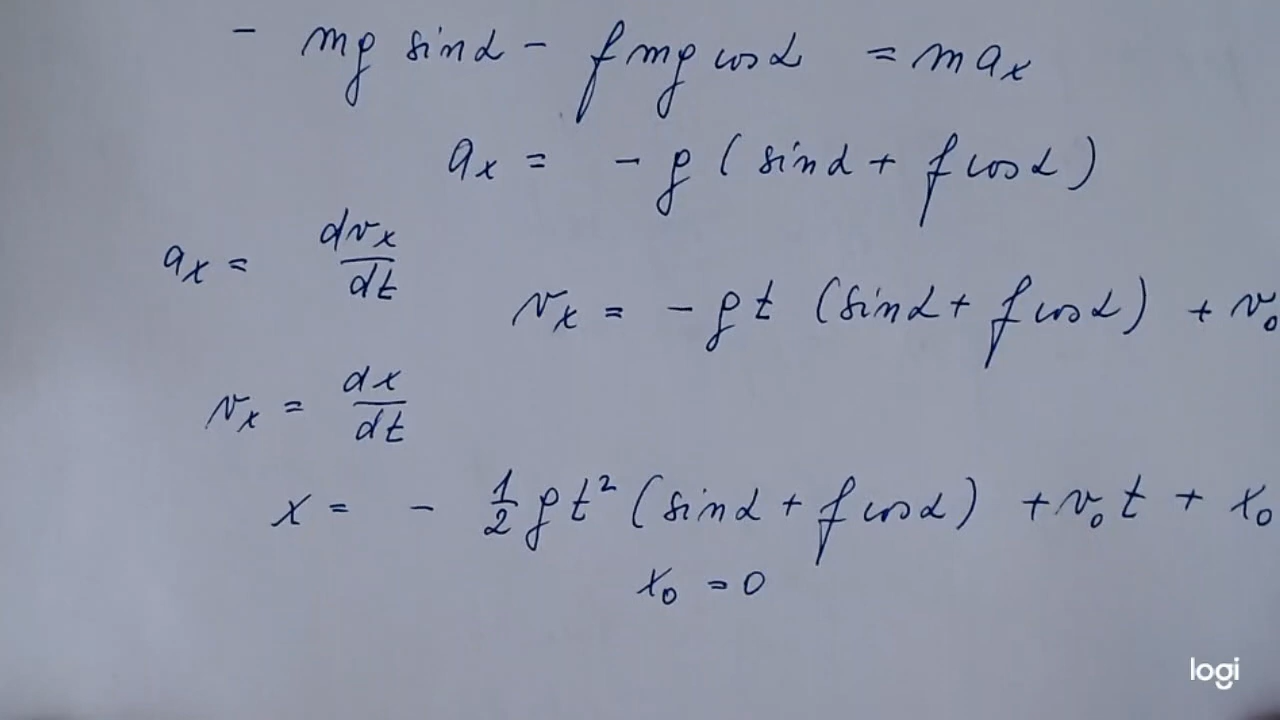 - mg sinα - fmg cosα = m aₓ
aₓ = - g (sinα + f cosα)
aₓ = dvₓ/dt
vₓ = - gt (sinα + f cosα) + v₀
vₓ = dx/dt
x = - 1/2 gt² (sinα + f cosα) + v₀t + x₀
x₀ = 0
logi